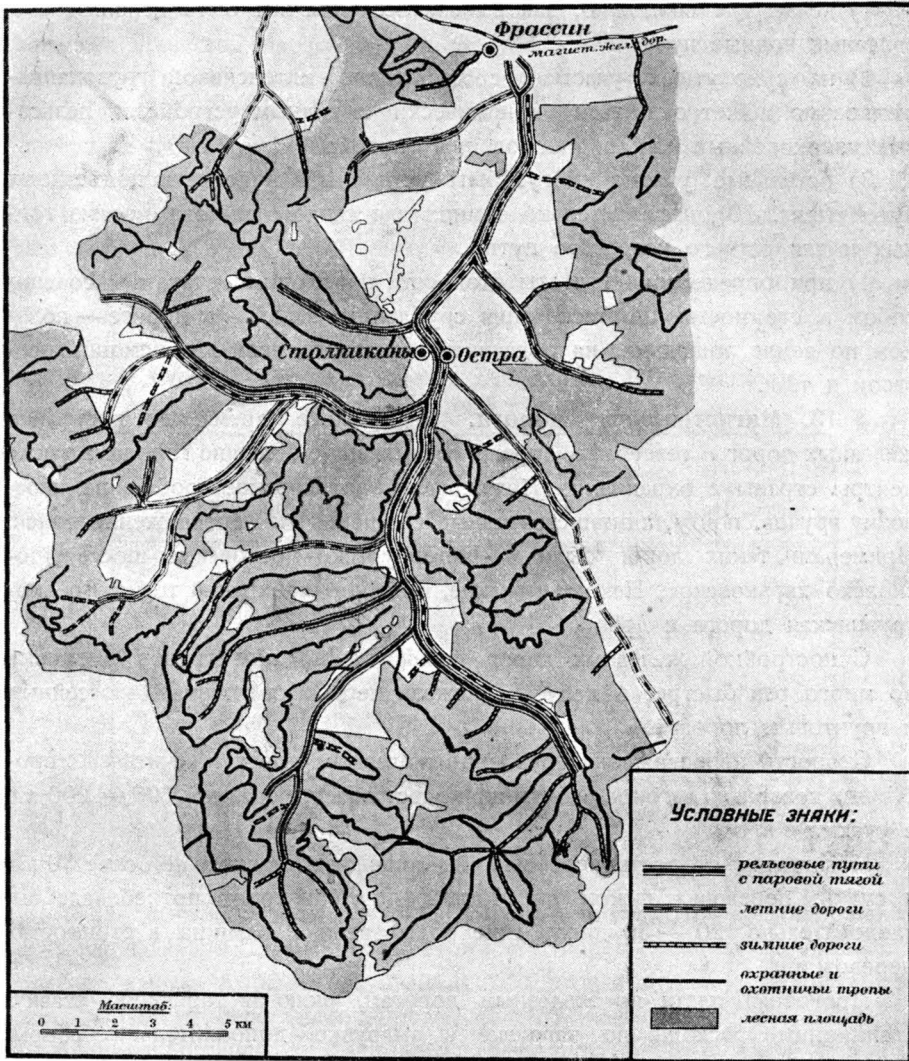 Фрассин
магист. жел. дор.
Столпиканы
Остра
Условные знаки:
рельсовые пути
с паровой тягой
летние дороги
зимние дороги
охранные и
охотничьи тропы
лесная площадь
Масштаб:
0 1 2 3 4 5 км